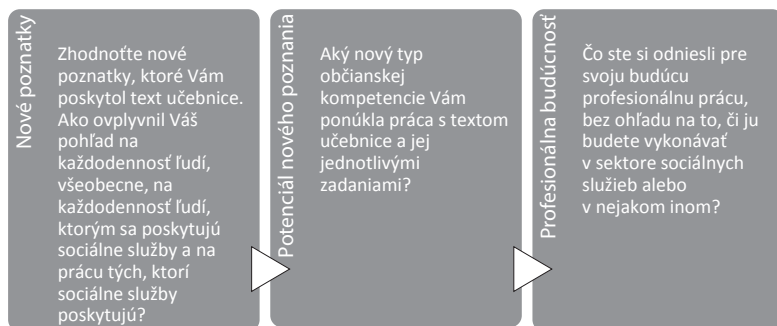 Nové poznatky
Zhodnoťte nové
poznatky, ktoré Vám
poskytol text učebnice.
Ako ovplyvnil Váš
pohľad na
každodennosť ľudí,
všeobecne, na
každodennosť ľudí,
ktorým sa poskytujú
sociálne služby a na
prácu tých, ktorí
sociálne služby
poskytujú?
Potenciál nového poznania
Aký nový typ
občianskej
kompetencie Vám
ponúkla práca s textom
učebnice a jej
jednotlivými
zadaniami?
Profesionálna budúcnosť
Čo ste si odniesli pre
svoju budúcu
profesionálnu prácu,
bez ohľadu na to, či ju
budete vykonávať
v sektore sociálnych
služieb alebo
v nejakom inom?